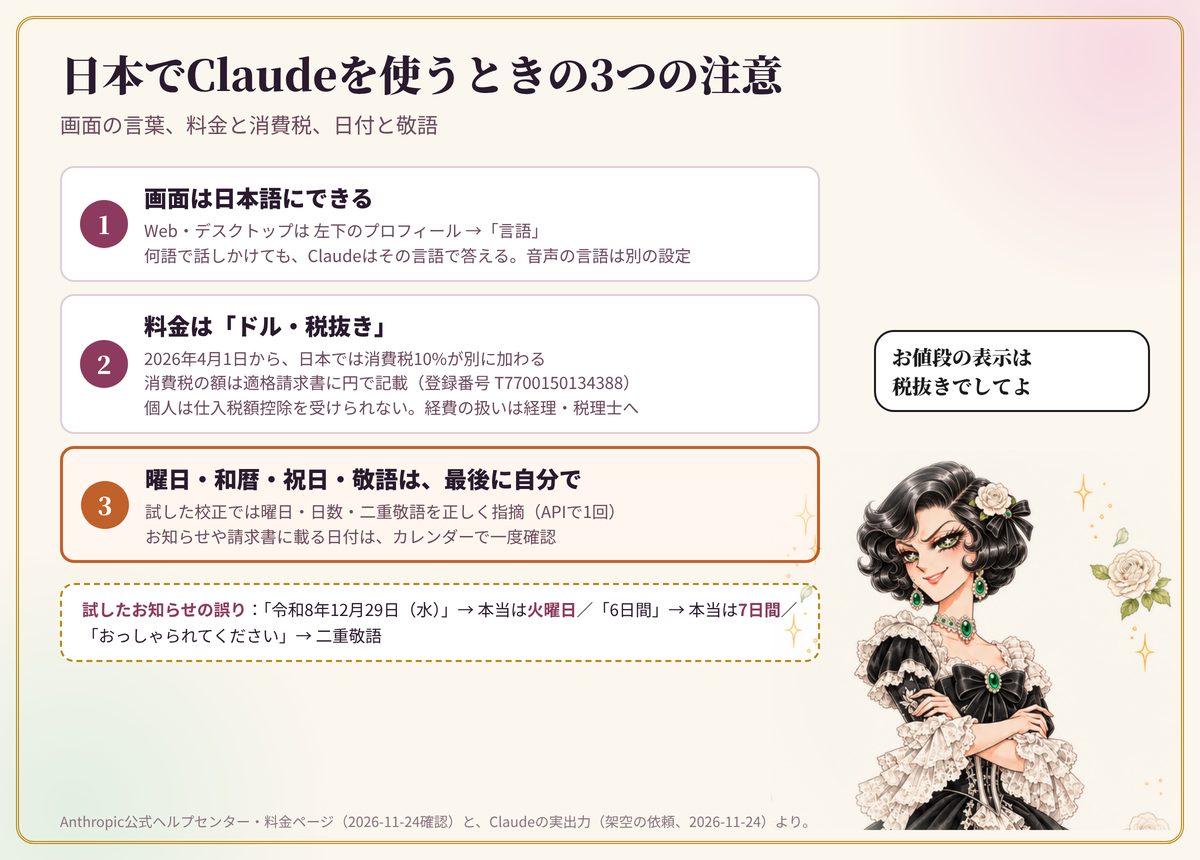 日本でClaudeを使うときの3つの注意
画面の言葉、料金と消費税、日付と敬語
1
画面は日本語にできる
Web・デスクトップは 左下のプロフィール →「言語」
何語で話しかけても、Claudeはその言語で答える。音声の言語は別の設定
2
料金は「ドル・税抜き」
2026年4月1日から、日本では消費税10%が別に加わる
消費税の額は適格請求書に円で記載（登録番号 T7700150134388）
個人は仕入税額控除を受けられない。経費の扱いは経理・税理士へ
お値段の表示は
税抜きでしてよ
3
曜日・和暦・祝日・敬語は、最後に自分で
試した校正では曜日・日数・二重敬語を正しく指摘（APIで1回）
お知らせや請求書に載る日付は、カレンダーで一度確認
試したお知らせの誤り：「令和8年12月29日（水）」→ 本当は火曜日／「6日間」→ 本当は7日間／
「おっしゃられてください」→ 二重敬語
Anthropic公式ヘルプセンター・料金ページ（2026-11-24確認）と、Claudeの実出力（架空の依頼、2026-11-24）より。